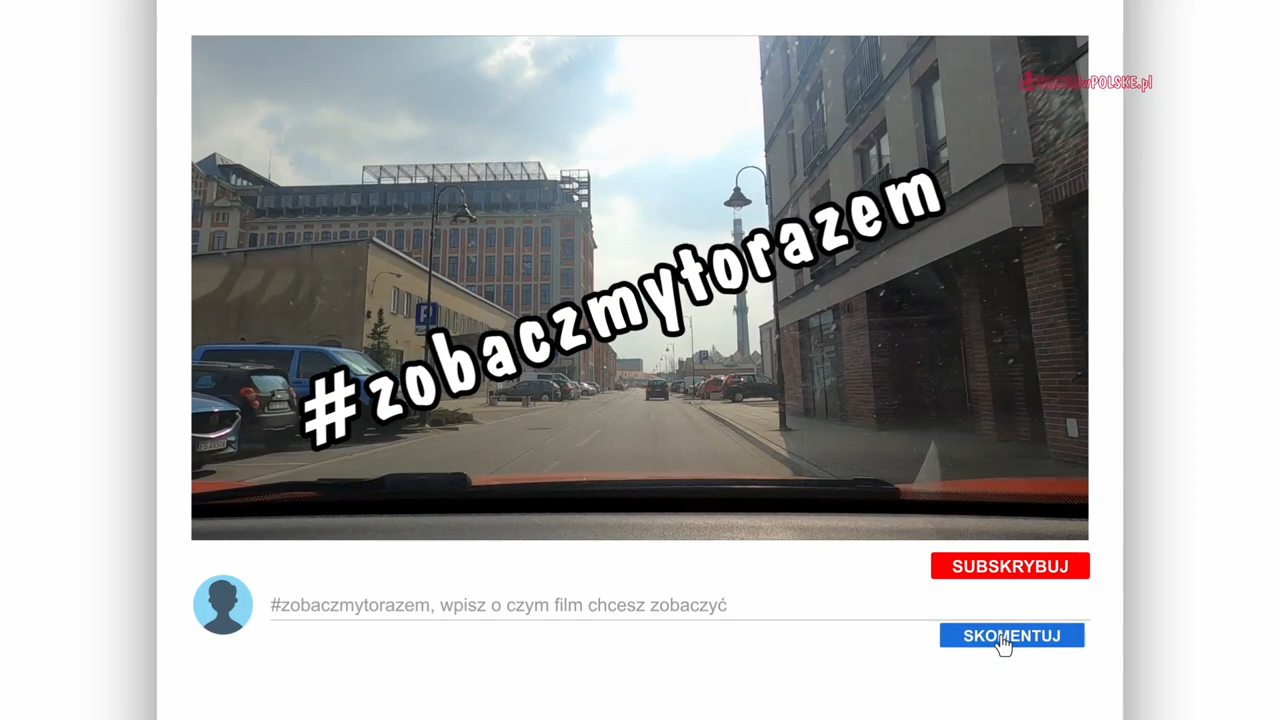 #zobaczmytorazem
P
P
SUBSKRYBUJ
#zobaczmytorazem, wpisz o czym film chcesz zobaczyć
SKOMENTUJ